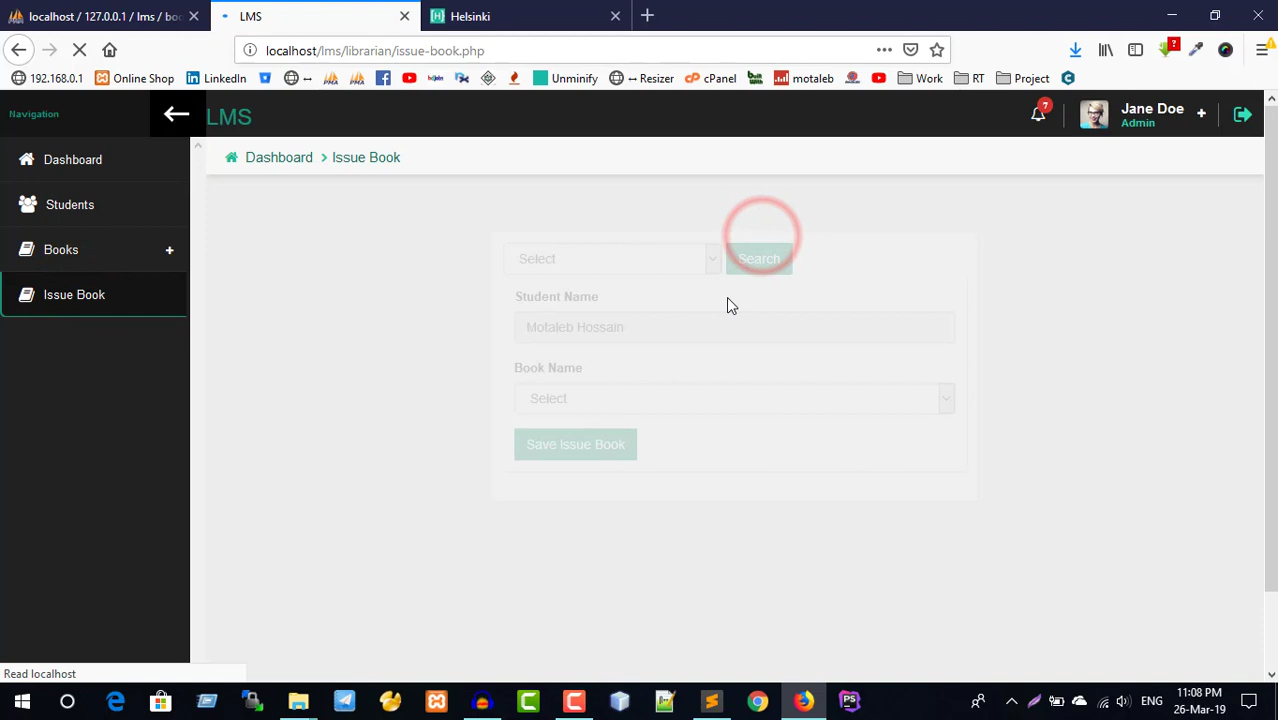 localhost / 127.0.0.1 / lms / boo
LMS
Helsinki
localhost/lms/librarian/issue-book.php
192.168.0.1
Online Shop
LinkedIn
Unminify
Resizer
cPanel
motaleb
Work
RT
Project
Navigation
LMS
7
Jane Doe
Admin
Dashboard
Dashboard > Issue Book
Students
Books
Issue Book
Select
Search
Student Name
Motaleb Hossain
Book Name
Select
Save Issue Book
Read localhost
ENG
11:08 PM
26-Mar-19